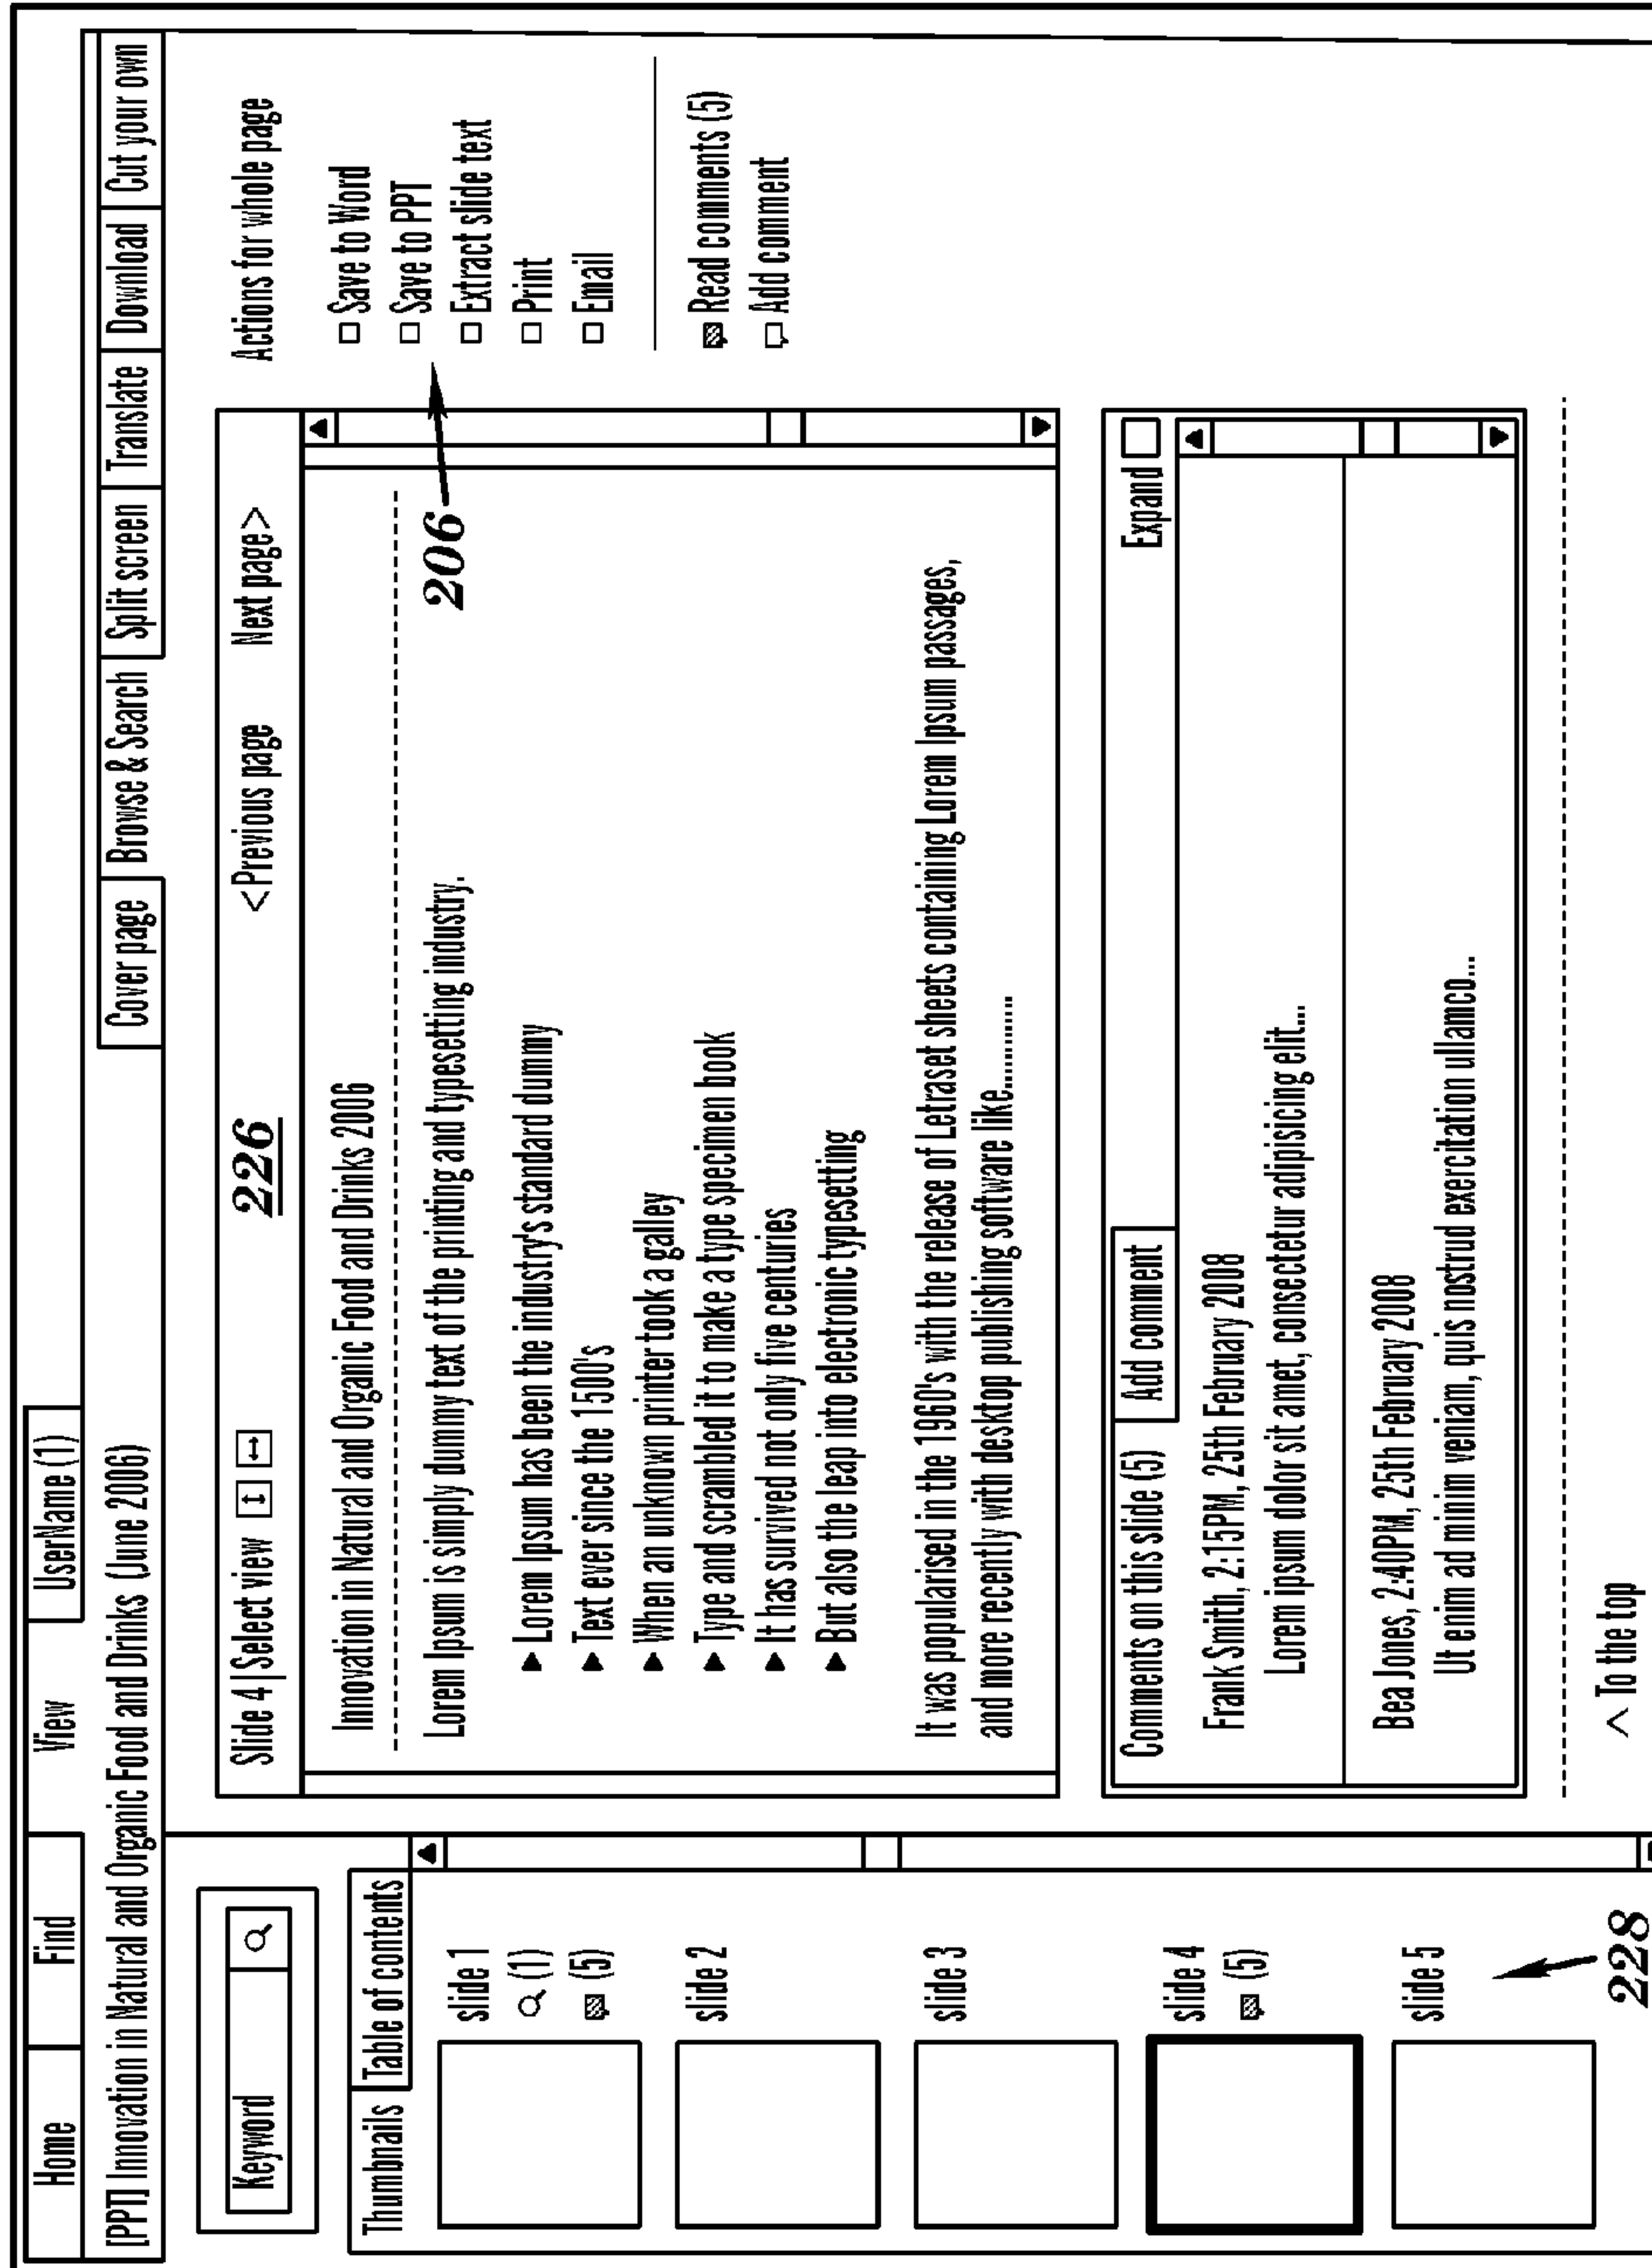 Home Find View UserName (1)
[PPT] Innovation in Natural and Organic Food and Drinks (June 2006) Cover page Browse & Search Split screen Translate Download Cut your own
Keyword
Thumbnails Table of contents
slide 1
(1)
(5)
slide 2
slide 3
slide 4
(5)
slide 5
228
Slide 4 | Select view 226 <Previous page Next page>
Innovation in Natural and Organic Food and Drinks 2006
Lorem Ipsum is simply dummy text of the printing and typesetting industry.
▶ Lorem Ipsum has been the industry's standard dummy
▶ Text ever since the 1500's
▶ When an unknown printer took a galley
▶ Type and scrambled it to make a type specimen book
▶ It has survived not only five centuries
▶ But also the leap into electronic typesetting
It was popularised in the 1960's with the release of Letraset sheets containing Lorem Ipsum passages,
and more recently with desktop publishing software like............
Comments on this slide (5) Add comment Expand
Frank Smith, 2:15PM, 25th February 2008
Lorem ipsum dolor sit amet, consectetur adipisicing elit...
Bea Jones, 2:40PM, 25th February 2008
Ut enim ad minim veniam, quis nostrud exercitation ullamco...
^ To the top
Actions for whole page
Save to Word
Save to PPT
Extract slide text
Print
Email
206
Read comments (5)
Add comment